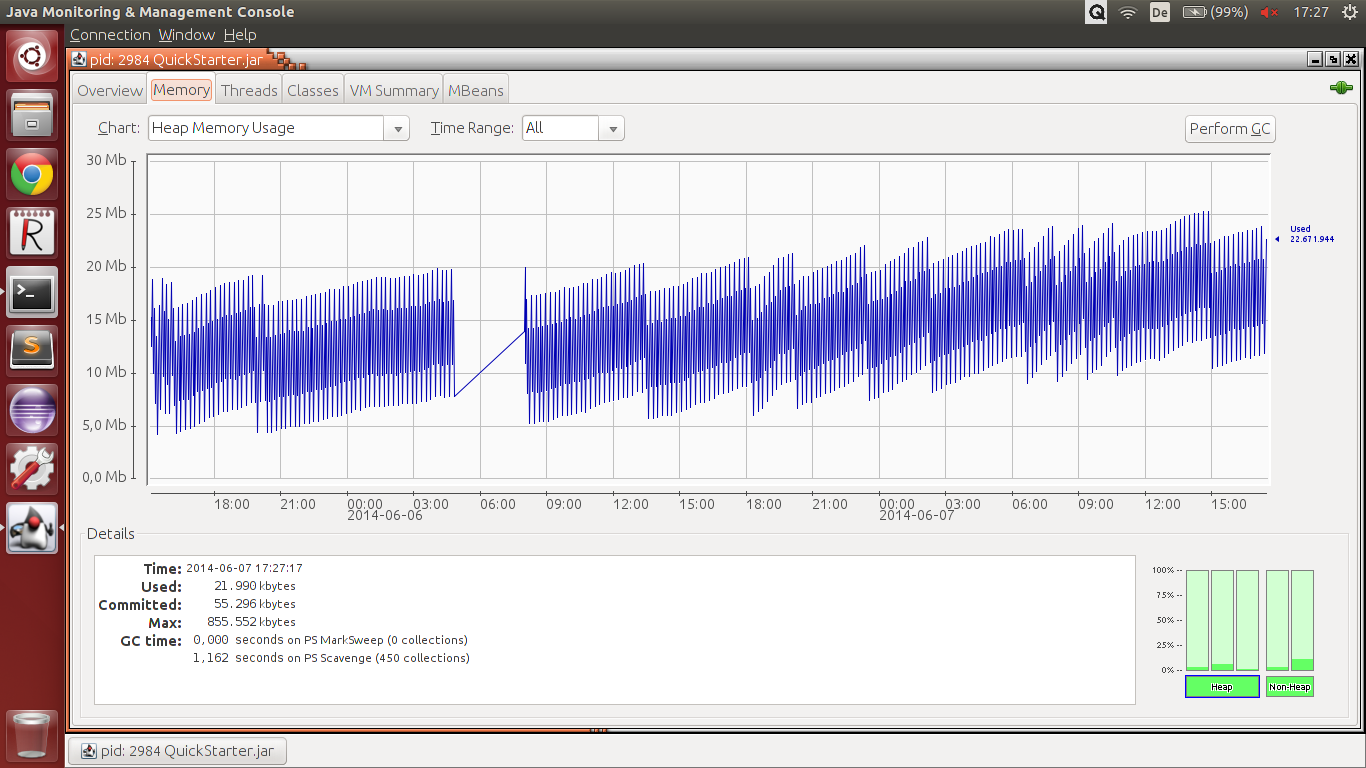 Java Monitoring & Management Console
Q De (99%) 17:27
Connection Window Help
pid: 2984 QuickStarter.jar
Overview Memory Threads Classes VM Summary MBeans
Chart: Heap Memory Usage Time Range: All Perform GC
30 Mb
25 Mb
20 Mb
15 Mb
10 Mb
5,0 Mb
0,0 Mb
Used
22.671.944
18:00 21:00 00:00 03:00 06:00 09:00 12:00 15:00 18:00 21:00 00:00 03:00 06:00 09:00 12:00 15:00
2014-06-06 2014-06-07
Details
Time: 2014-06-07 17:27:17
Used: 21.990 kbytes
Committed: 55.296 kbytes
Max: 855.552 kbytes
GC time: 0,000 seconds on PS MarkSweep (0 collections)
1,162 seconds on PS Scavenge (450 collections)
100% --
75% --
50% --
25% --
0% --
Heap Non-Heap
pid: 2984 QuickStarter.jar